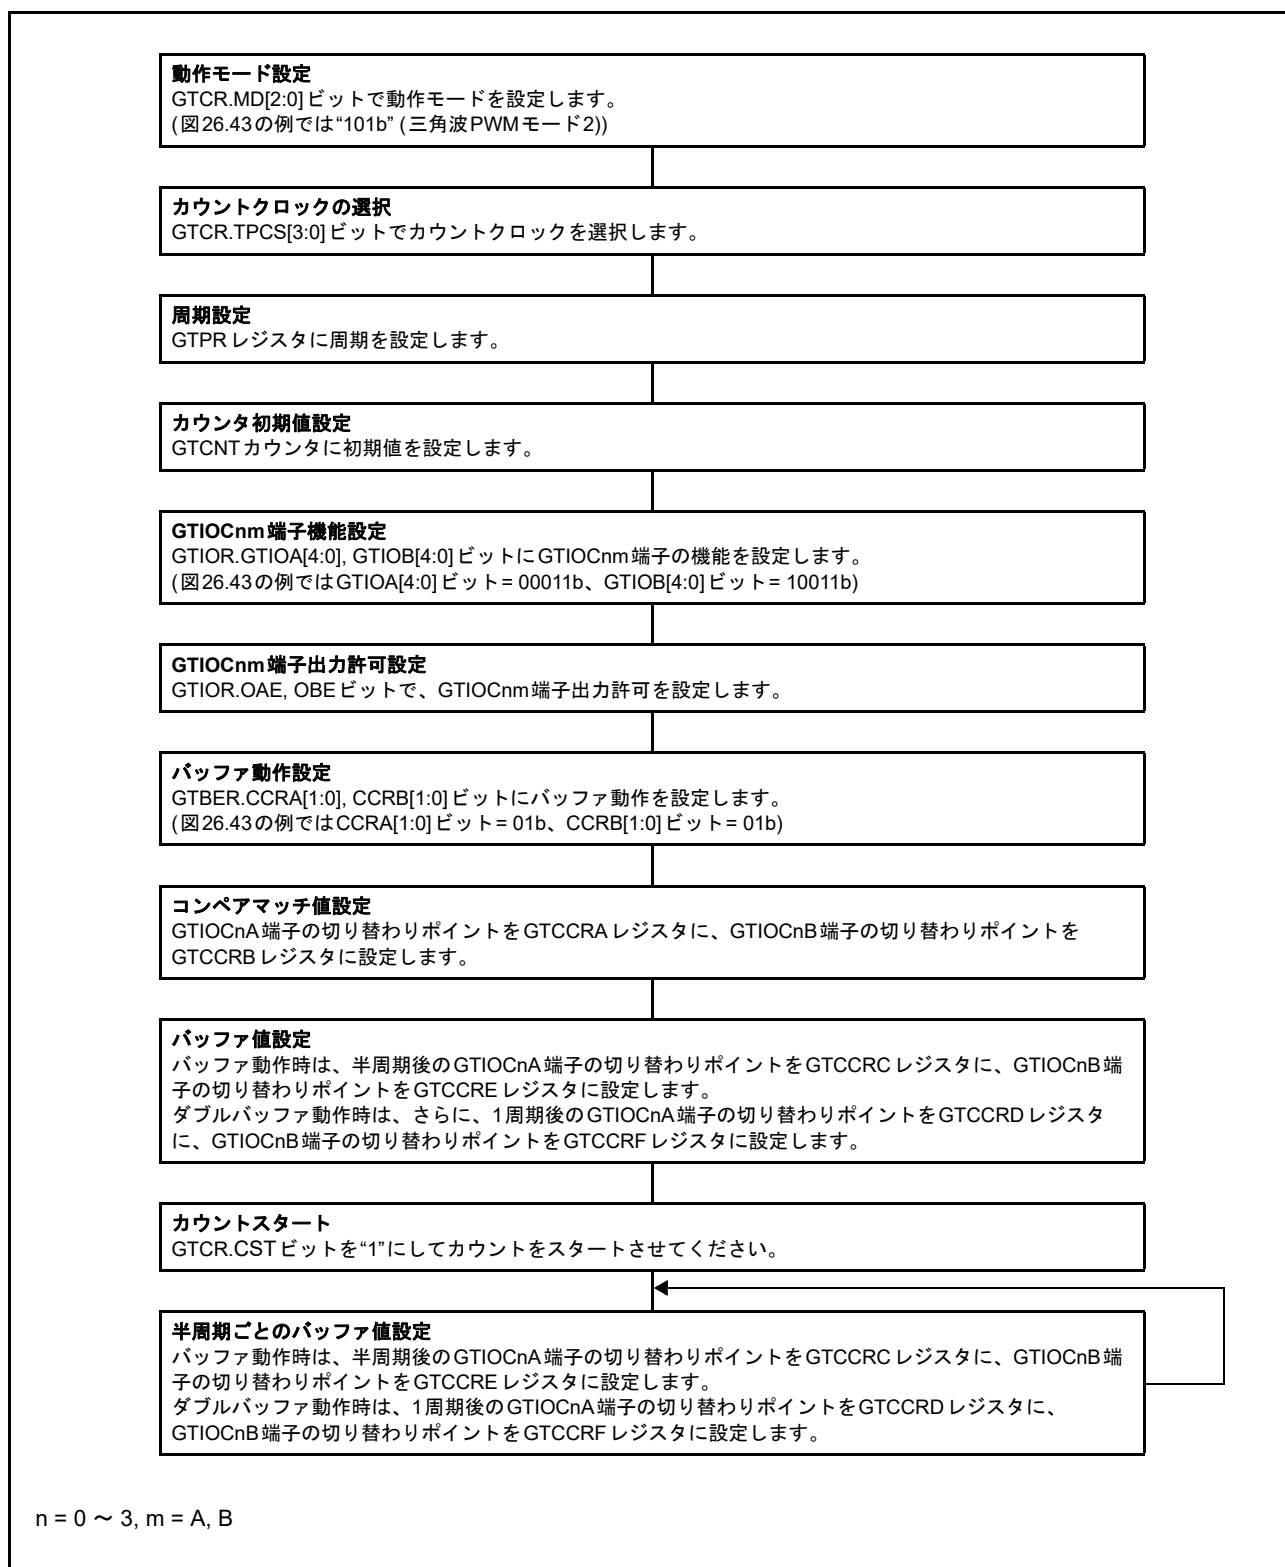 動作モード設定
GTCR.MD[2:0]ビットで動作モードを設定します。
(図26.43の例では“101b” (三角波PWMモード2))
カウントクロックの選択
GTCR.TPCS[3:0]ビットでカウントクロックを選択します。
周期設定
GTPRレジスタに周期を設定します。
カウンタ初期値設定
GTCNTカウンタに初期値を設定します。
GTIOCnm端子機能設定
GTIOR.GTIOA[4:0], GTIOB[4:0]ビットにGTIOCnm端子の機能を設定します。
(図26.43の例ではGTIOA[4:0]ビット= 00011b、GTIOB[4:0]ビット= 10011b)
GTIOCnm端子出力許可設定
GTIOR.OAE, OBEビットで、GTIOCnm端子出力許可を設定します。
バッファ動作設定
GTBER.CCRA[1:0], CCRB[1:0]ビットにバッファ動作を設定します。
(図26.43の例ではCCRA[1:0]ビット= 01b、CCRB[1:0]ビット= 01b)
コンペアマッチ値設定
GTIOCnA端子の切り替わりポイントをGTCCRAレジスタに、GTIOCnB端子の切り替わりポイントを
GTCCRBレジスタに設定します。
バッファ値設定
バッファ動作時は、半周期後のGTIOCnA端子の切り替わりポイントをGTCCRCレジスタに、GTIOCnB端
子の切り替わりポイントをGTCCREレジスタに設定します。
ダブルバッファ動作時は、さらに、1周期後のGTIOCnA端子の切り替わりポイントをGTCCRDレジスタ
に、GTIOCnB端子の切り替わりポイントをGTCCRFレジスタに設定します。
カウントスタート
GTCR.CSTビットを“1”にしてカウントをスタートさせてください。
半周期ごとのバッファ値設定
バッファ動作時は、半周期後のGTIOCnA端子の切り替わりポイントをGTCCRCレジスタに、GTIOCnB端
子の切り替わりポイントをGTCCREレジスタに設定します。
ダブルバッファ動作時は、1周期後のGTIOCnA端子の切り替わりポイントをGTCCRDレジスタに、
GTIOCnB端子の切り替わりポイントをGTCCRFレジスタに設定します。
n = 0 ～ 3, m = A, B